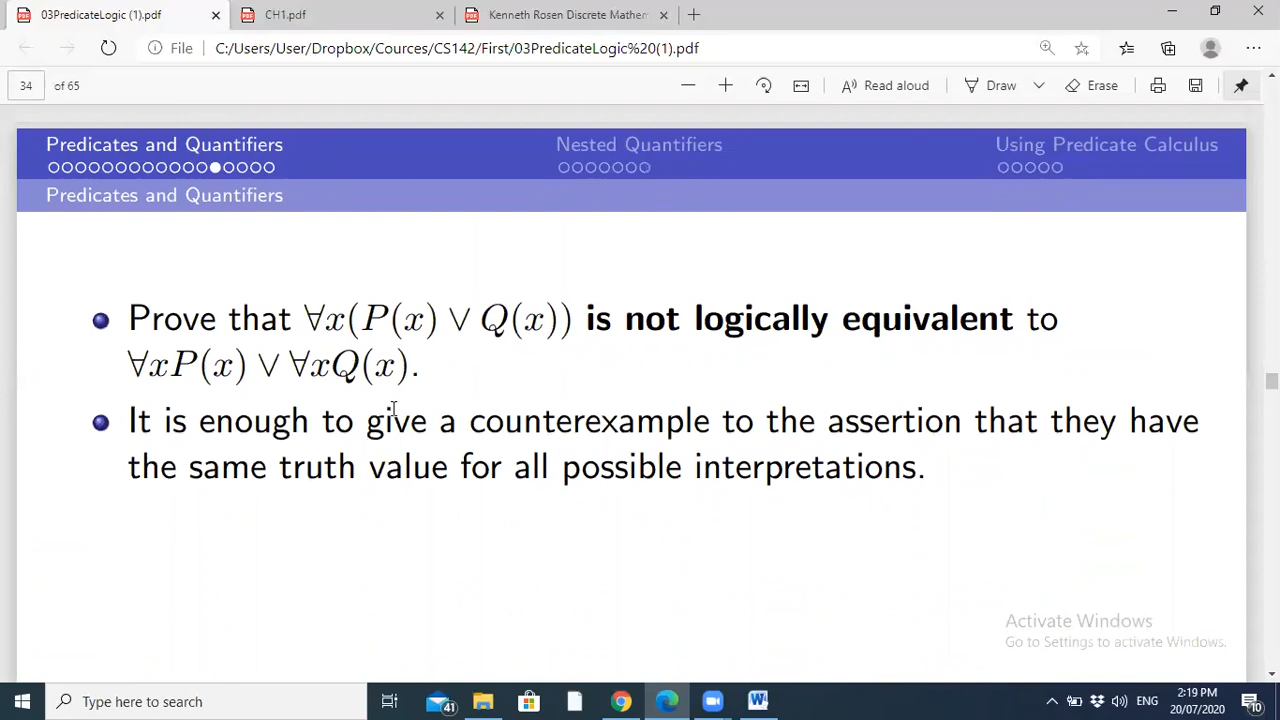 03PredicateLogic (1).pdf
CH1.pdf
Kenneth Rosen Discrete Mathem
File
C:/Users/User/Dropbox/Cources/CS142/First/03PredicateLogic%20(1).pdf
34 of 65
Read aloud
Draw
Erase
Predicates and Quantifiers
Nested Quantifiers
Using Predicate Calculus
Predicates and Quantifiers
Prove that ∀x(P(x) ∨ Q(x)) is not logically equivalent to
∀xP(x) ∨ ∀xQ(x).
It is enough to give a counterexample to the assertion that they have
the same truth value for all possible interpretations.
Activate Windows
Go to Settings to activate Windows.
Type here to search
41
ENG
2:19 PM
20/07/2020
10